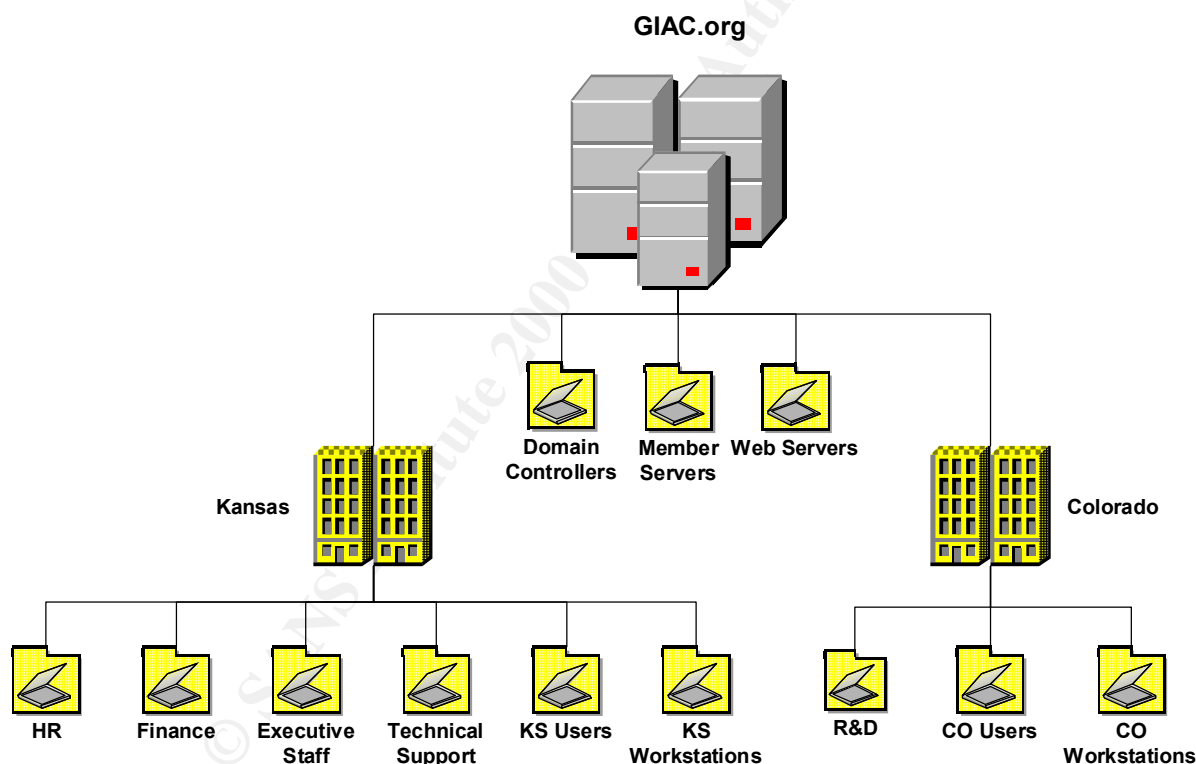 GIAC.org
Domain
Controllers
Member
Servers
Web Servers
Kansas
Colorado
HR
Finance
Executive
Staff
Technical
Support
KS Users
KS
Workstations
R&D
CO Users
CO
Workstations
2000